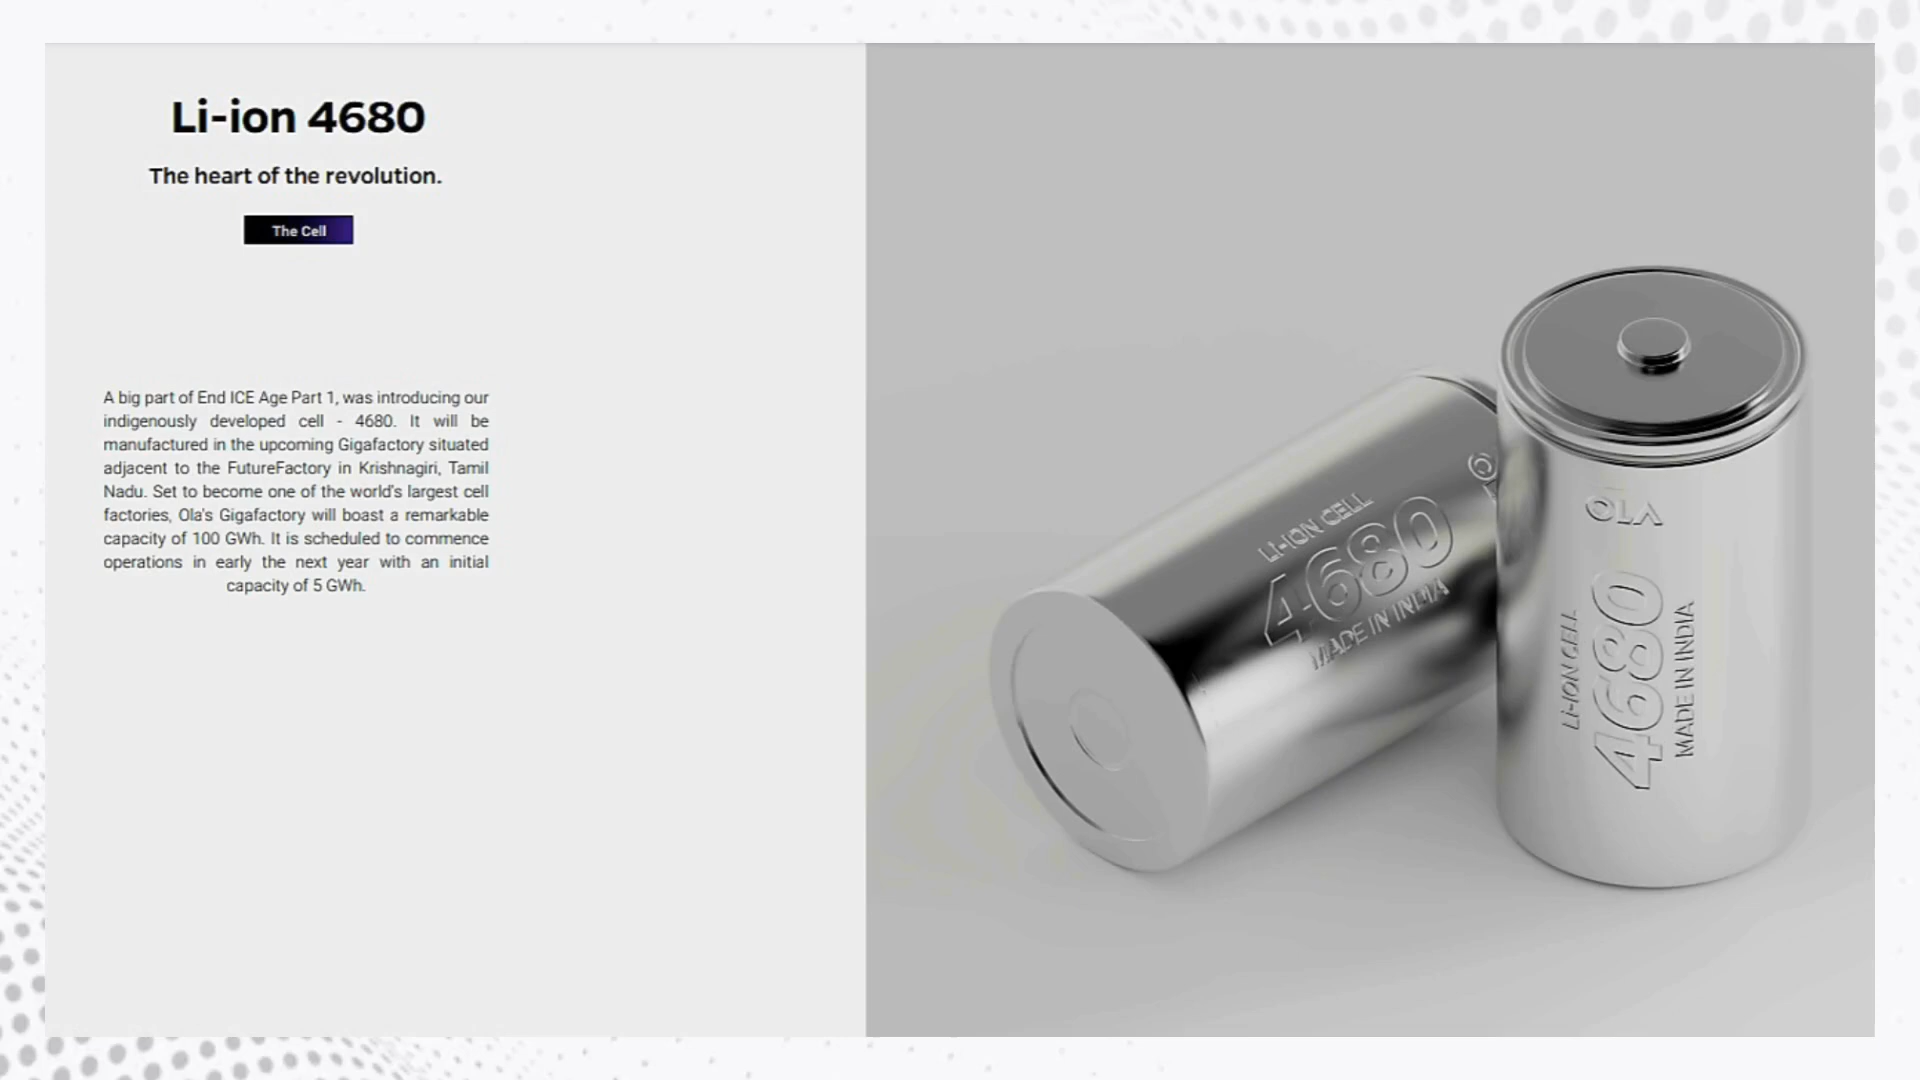 Li-ion 4680
The heart of the revolution.
The Cell
A big part of End ICE Age Part 1, was introducing our
indigenously developed cell - 4680. It will be
manufactured in the upcoming Gigafactory situated
adjacent to the FutureFactory in Krishnagiri, Tamil
Nadu. Set to become one of the world's largest cell
factories, Ola's Gigafactory will boast a remarkable
capacity of 100 GWh. It is scheduled to commence
operations in early the next year with an initial
capacity of 5 GWh.
LI-ION CELL
4680
MADE IN INDIA
OLA
LI-ION CELL
4680
MADE IN INDIA